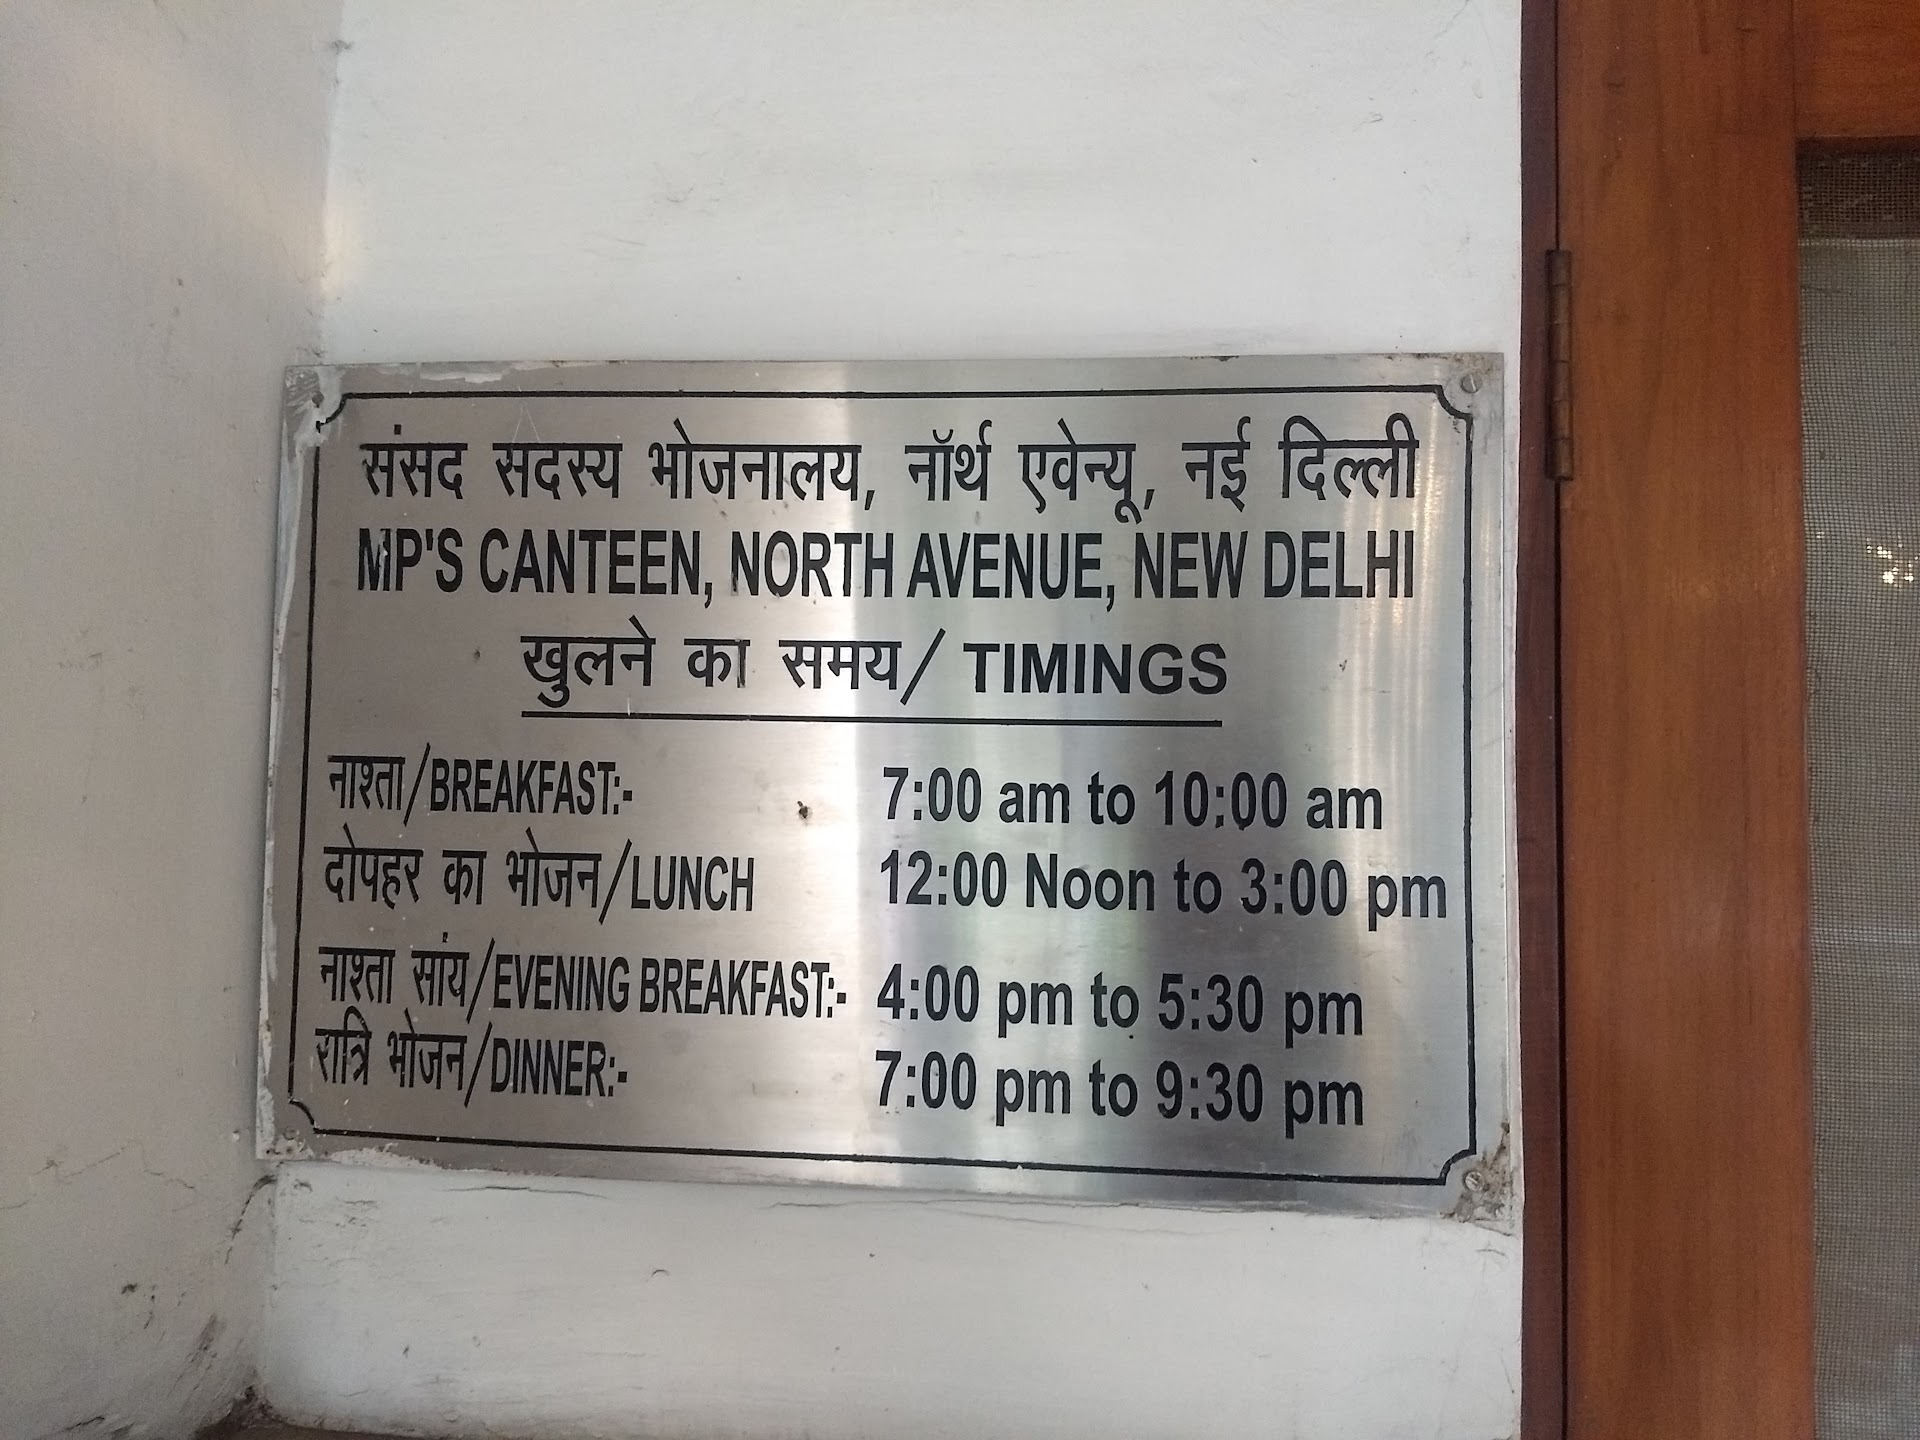 संसद सदस्य भोजनालय, नॉर्थ एवेन्यू, नई दिल्ली
MP'S CANTEEN, NORTH AVENUE, NEW DELHI
खुलने का समय/ TIMINGS
नाश्ता/BREAKFAST:- 7:00 am to 10:00 am
दोपहर का भोजन/LUNCH 12:00 Noon to 3:00 pm
नाश्ता सांय/EVENING BREAKFAST:- 4:00 pm to 5:30 pm
रात्रि भोजन/DINNER:- 7:00 pm to 9:30 pm